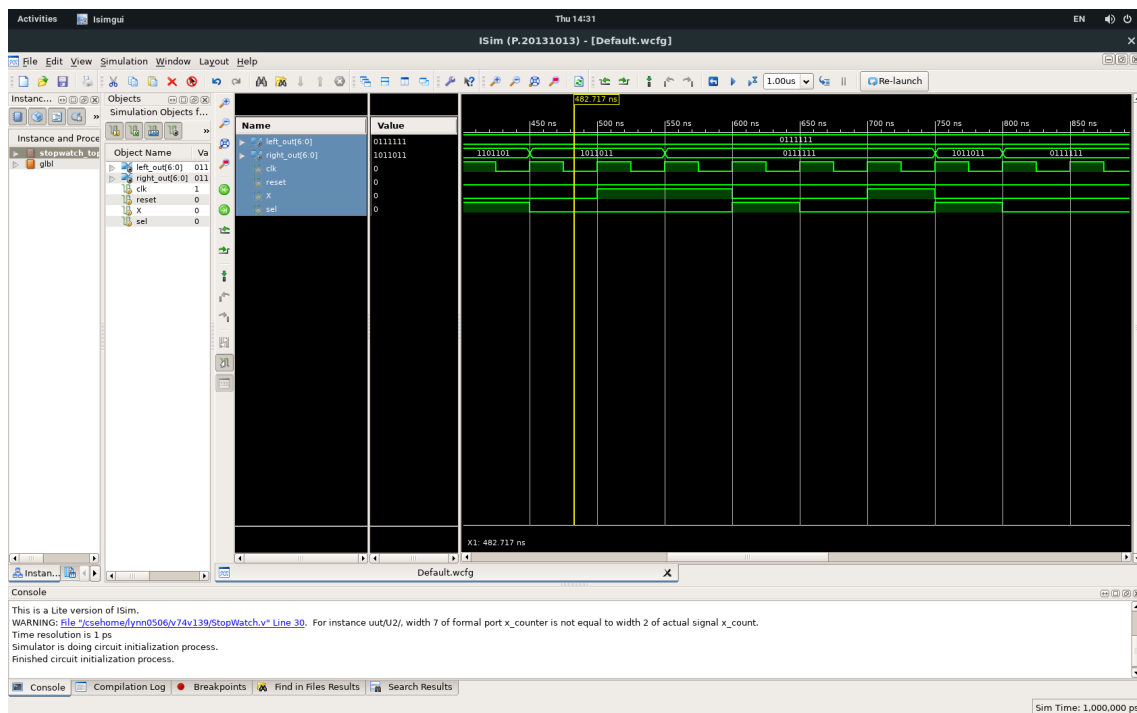 Activities Isimgui Thu 14:31 EN
ISim (P.20131013) - [Default.wcfg]
File Edit View Simulation Window Layout Help
1.00us Re-launch
Instanc... Objects
Simulation Objects f...
482.717 ns
Instance and Proce
stopwatch_top
glbl
Object Name Va
left_out[6:0] 011
right_out[6:0] 011
clk 1
reset 0
X 0
sel 0
Name Value
left_out[6:0] 0111111
right_out[6:0] 1011011
clk 0
reset 0
X 0
sel 0
450 ns 500 ns 550 ns 600 ns 650 ns 700 ns 750 ns 800 ns 850 ns
0111111
1101101 1011011 0111111 1011011 0111111
X1: 482.717 ns
Instan...
Default.wcfg
Console
This is a Lite version of ISim.
WARNING: File "/csehome/lynn0506/v74v139/StopWatch.v" Line 30. For instance uut/U2/, width 7 of formal port x_counter is not equal to width 2 of actual signal x_count.
Time resolution is 1 ps
Simulator is doing circuit initialization process.
Finished circuit initialization process.
Console Compilation Log Breakpoints Find in Files Results Search Results
Sim Time: 1,000,000 ps